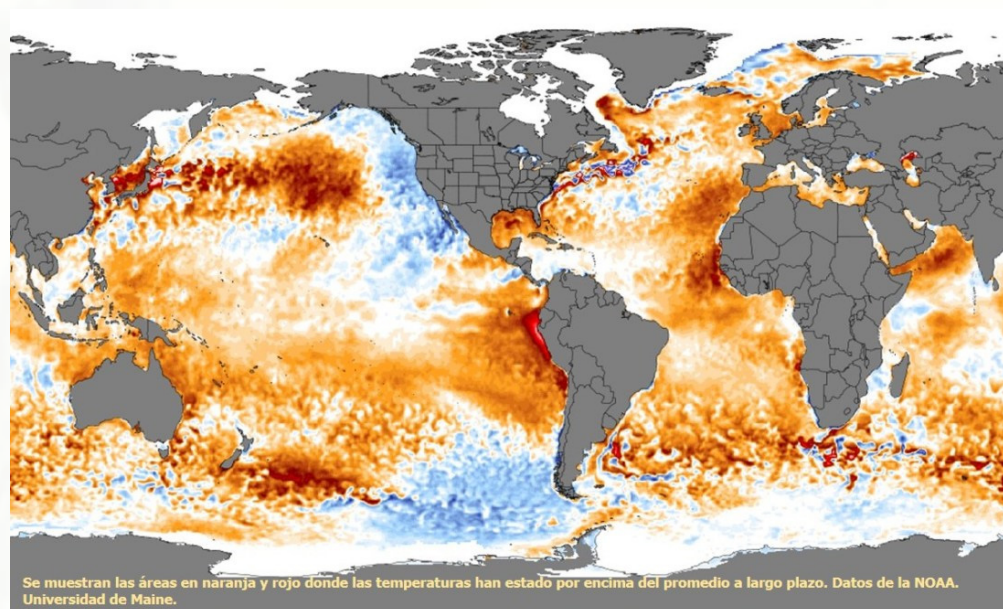 Se muestran las áreas en naranja y rojo donde las temperaturas han estado por encima del promedio a largo plazo. Datos de la NOAA.
Universidad de Maine.